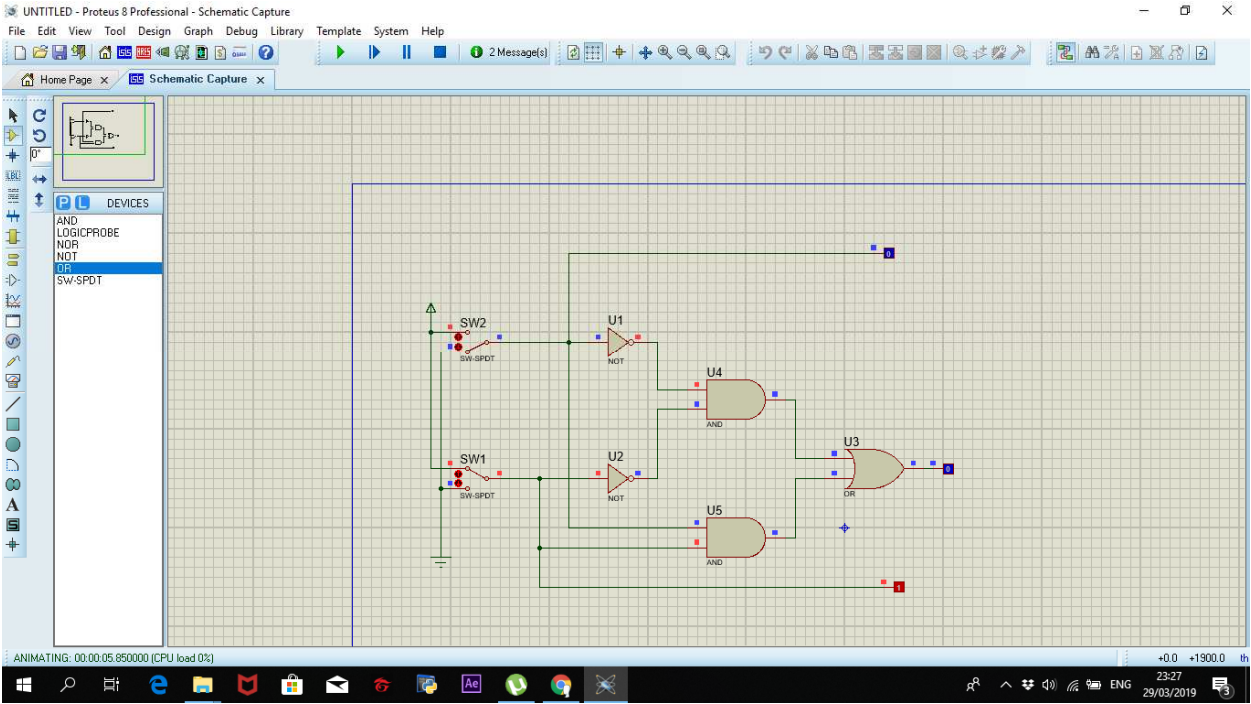 UNTITLED - Proteus 8 Professional - Schematic Capture
File Edit View Tool Design Graph Debug Library Template System Help
2 Message(s)
Home Page Schematic Capture
0°
LBL
P L DEVICES
AND
LOGICPROBE
NOR
NOT
OR
SW-SPDT
A
S
0
SW2
SW-SPDT
U1
NOT
U4
AND
U3
OR
0
SW1
SW-SPDT
U2
NOT
U5
AND
1
ANIMATING: 00:00:05.850000 (CPU load 0%)
+0.0 +1900.0 th
Ae
ENG
23:27
29/03/2019
3